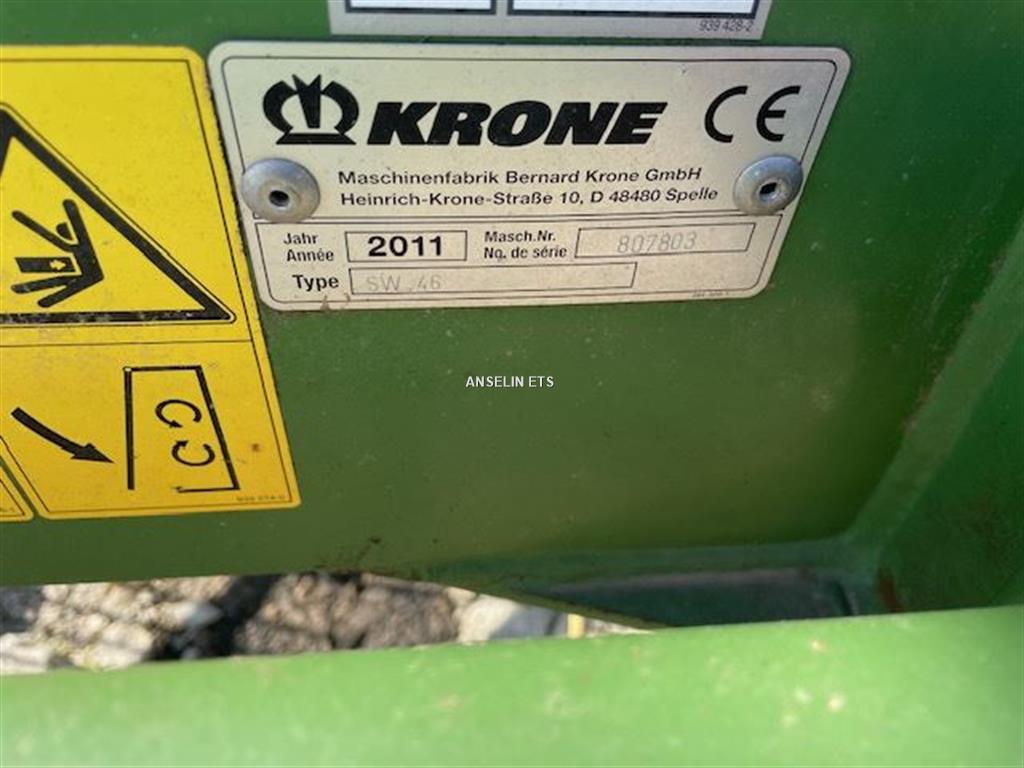 939 428-2
KRONE CE
Maschinenfabrik Bernard Krone GmbH
Heinrich-Krone-Straße 10, D 48480 Spelle
Jahr
Année
2011
Masch.Nr.
No. de série
807803
Type
SW 46
ANSELIN ETS